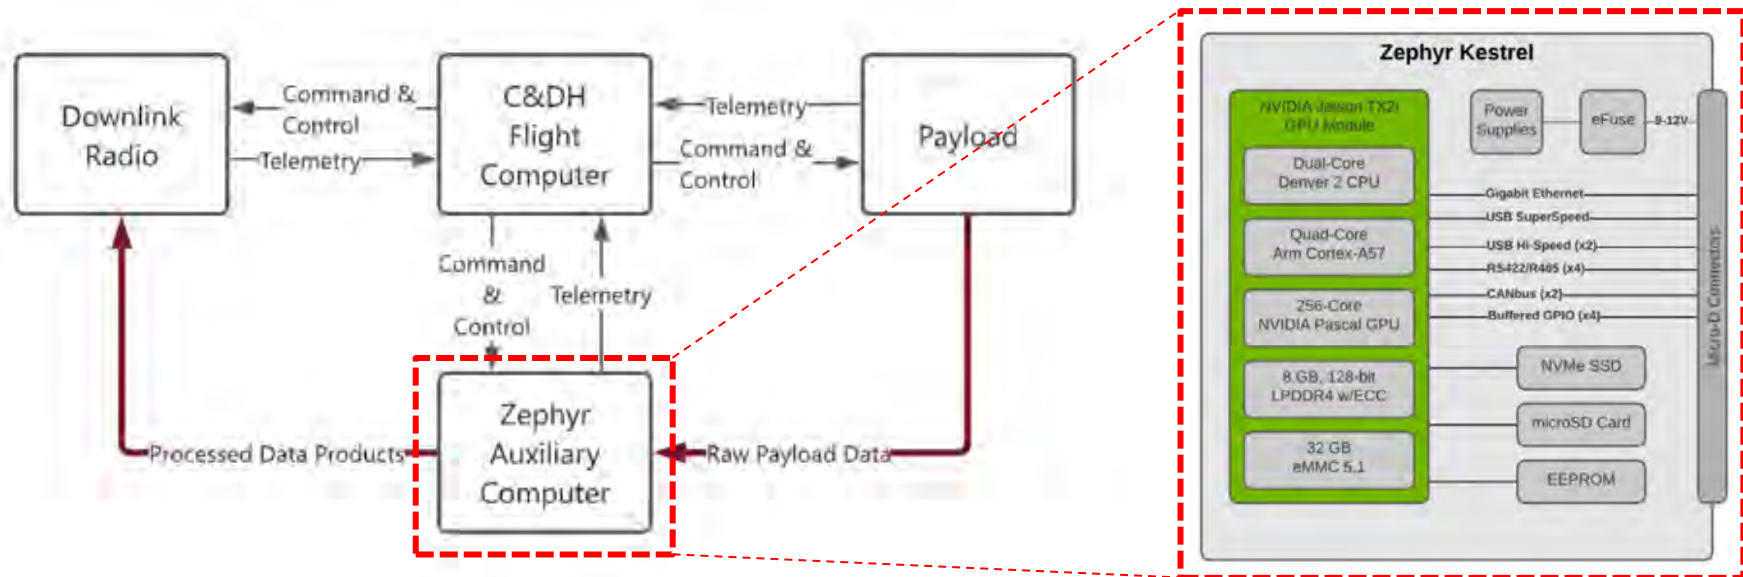 Downlink
Radio
Command &
Control
Telemetry
C&DH
Flight
Computer
Telemetry
Command &
Control
Payload
Command
&
Control
Telemetry
Zephyr
Auxiliary
Computer
Processed Data Products
Raw Payload Data
Zephyr Kestrel
NVIDIA Jetson TX2i
GPU Module
Dual-Core
Denver 2 CPU
Quad-Core
Arm Cortex-A57
256-Core
NVIDIA Pascal GPU
8 GB, 128-bit
LPDDR4 w/ECC
32 GB
eMMC 5.1
Power
Supplies
eFuse
9-12V
Gigabit Ethernet
USB SuperSpeed
USB Hi-Speed (x2)
RS422/R485 (x4)
CANbus (x2)
Buffered GPIO (x4)
NVMe SSD
microSD Card
EEPROM
Micro-D Connectors